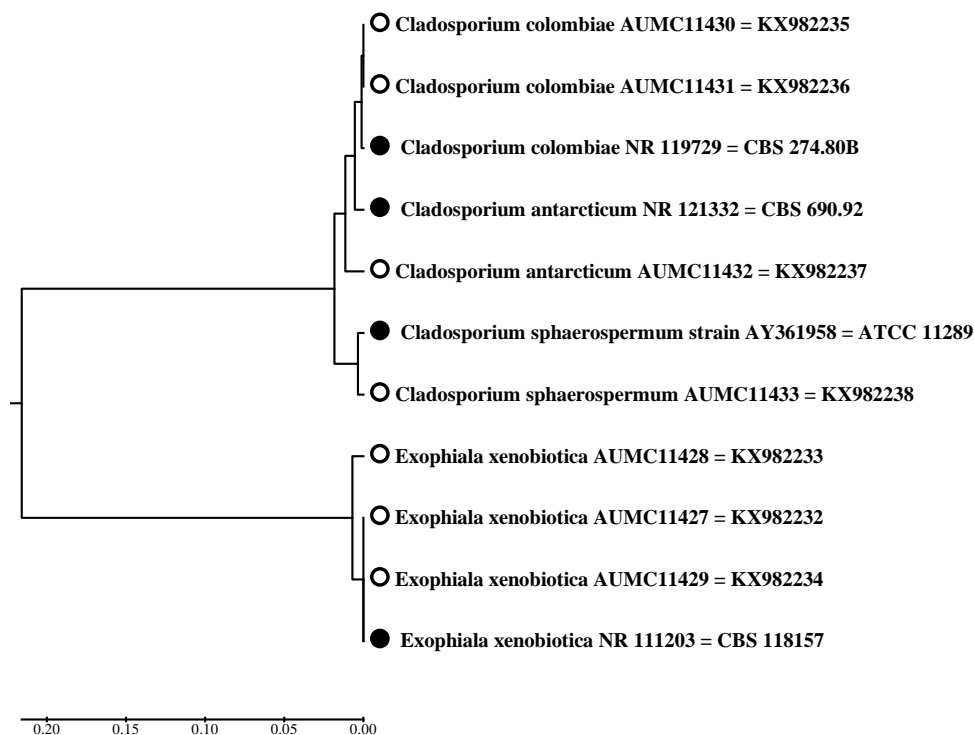 Cladosporium colombiae AUMC11430 = KX982235
Cladosporium colombiae AUMC11431 = KX982236
Cladosporium colombiae NR 119729 = CBS 274.80B
Cladosporium antarcticum NR 121332 = CBS 690.92
Cladosporium antarcticum AUMC11432 = KX982237
Cladosporium sphaerospermum strain AY361958 = ATCC 11289
Cladosporium sphaerospermum AUMC11433 = KX982238
Exophiala xenobiotica AUMC11428 = KX982233
Exophiala xenobiotica AUMC11427 = KX982232
Exophiala xenobiotica AUMC11429 = KX982234
Exophiala xenobiotica NR 111203 = CBS 118157
0.20 0.15 0.10 0.05 0.00